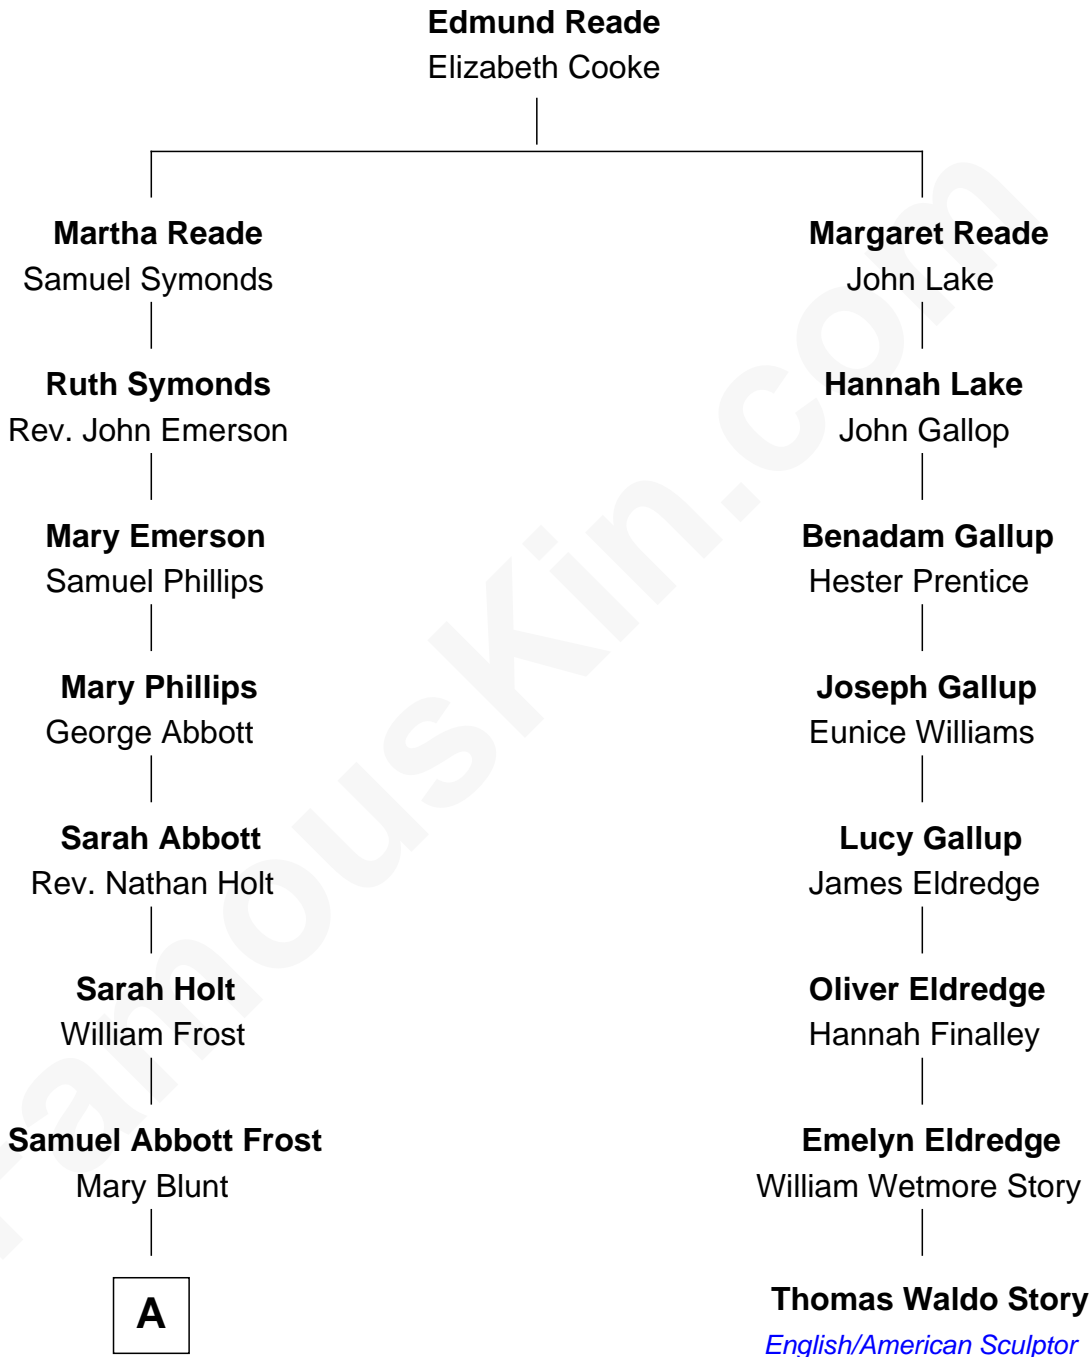 Edmund Reade
Elizabeth Cooke
Martha Reade
Samuel Symonds
Margaret Reade
John Lake
Ruth Symonds
Rev. John Emerson
Hannah Lake
John Gallop
Mary Emerson
Samuel Phillips
Benadam Gallup
Hester Prentice
Mary Phillips
George Abbott
Joseph Gallup
Eunice Williams
Sarah Abbott
Rev. Nathan Holt
Lucy Gallup
James Eldredge
Sarah Holt
William Frost
Oliver Eldredge
Hannah Finalley
Samuel Abbott Frost
Mary Blunt
Emelyn Eldredge
William Wetmore Story
A
Thomas Waldo Story
English/American Sculptor
FamousKin.com